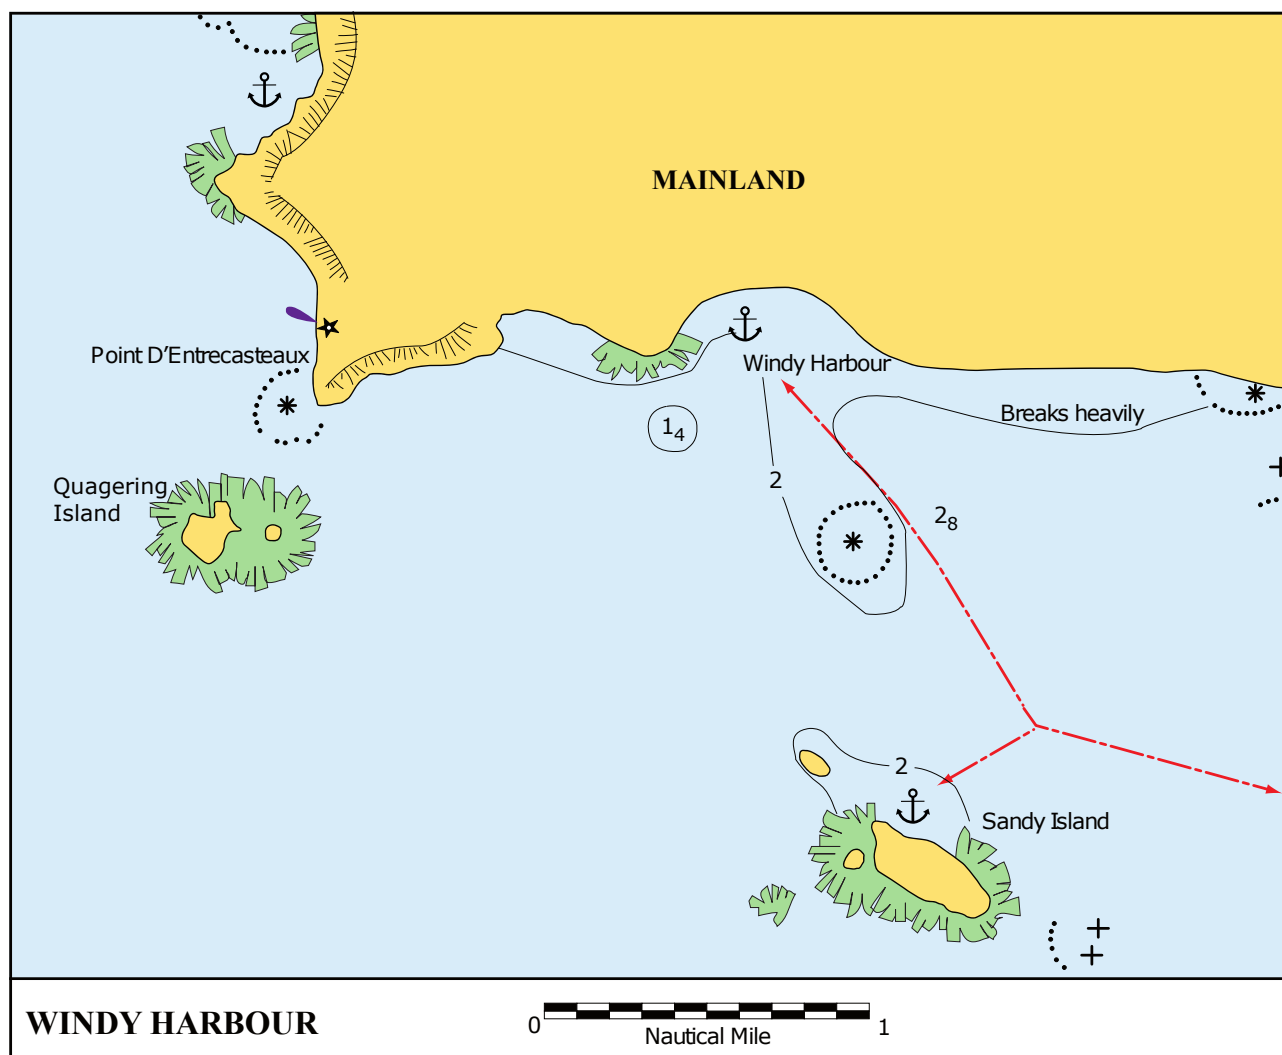 MAINLAND
Point D'Entrecasteaux
Windy Harbour
Breaks heavily
1₄
2
2₈
Quagering
Island
2
Sandy Island
WINDY HARBOUR
0
1
Nautical Mile